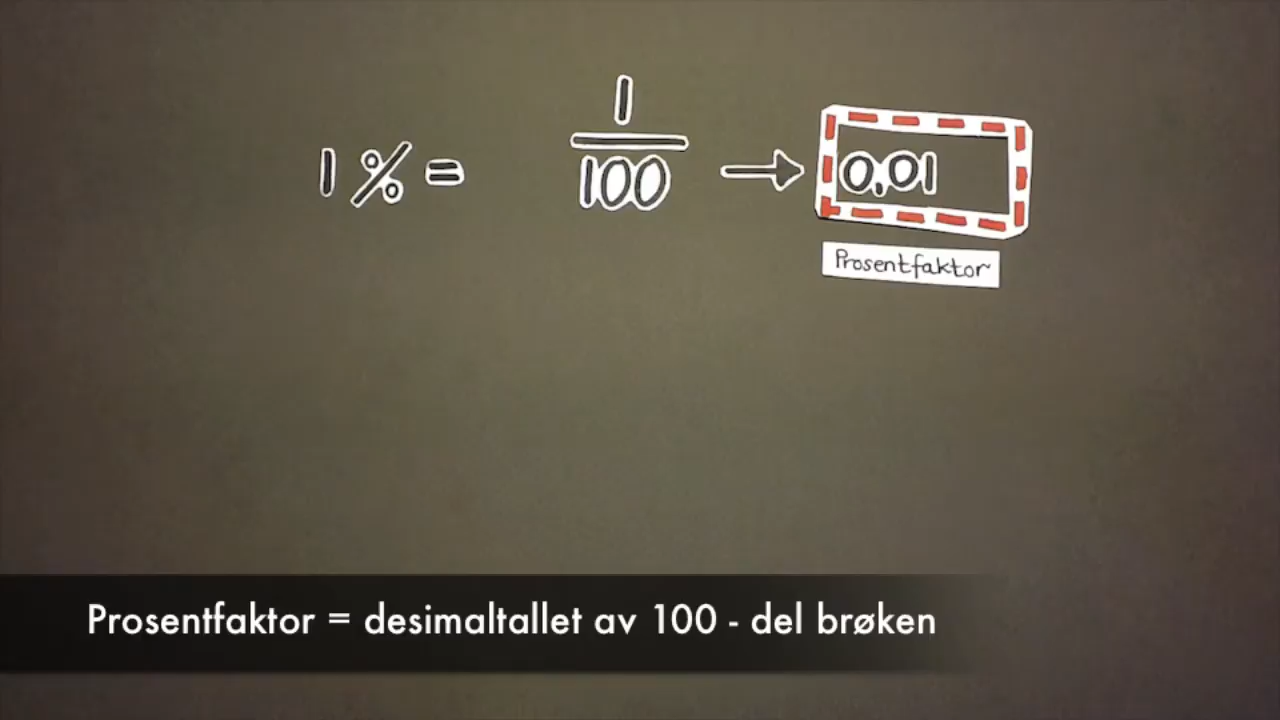 1 % = 1/100 → 0,01
Prosentfaktor
Prosentfaktor = desimaltallet av 100 - del brøken